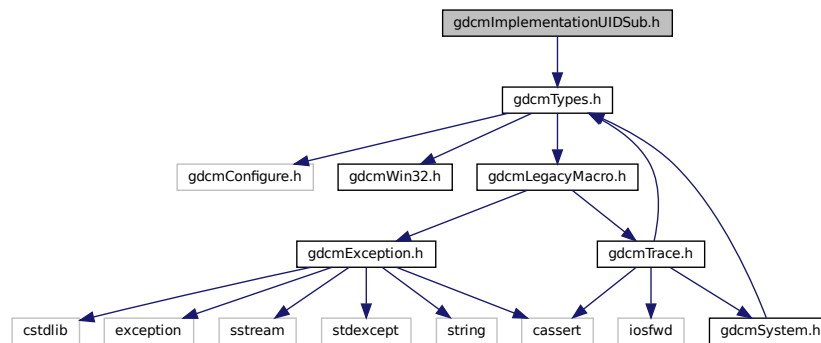 gdcmImplementationUIDSub.h
gdcmTypes.h
gdcmConfigure.h
gdcmWin32.h
gdcmLegacyMacro.h
gdcmException.h
gdcmTrace.h
cstdlib
exception
sstream
stdexcept
string
cassert
iosfwd
gdcmSystem.h